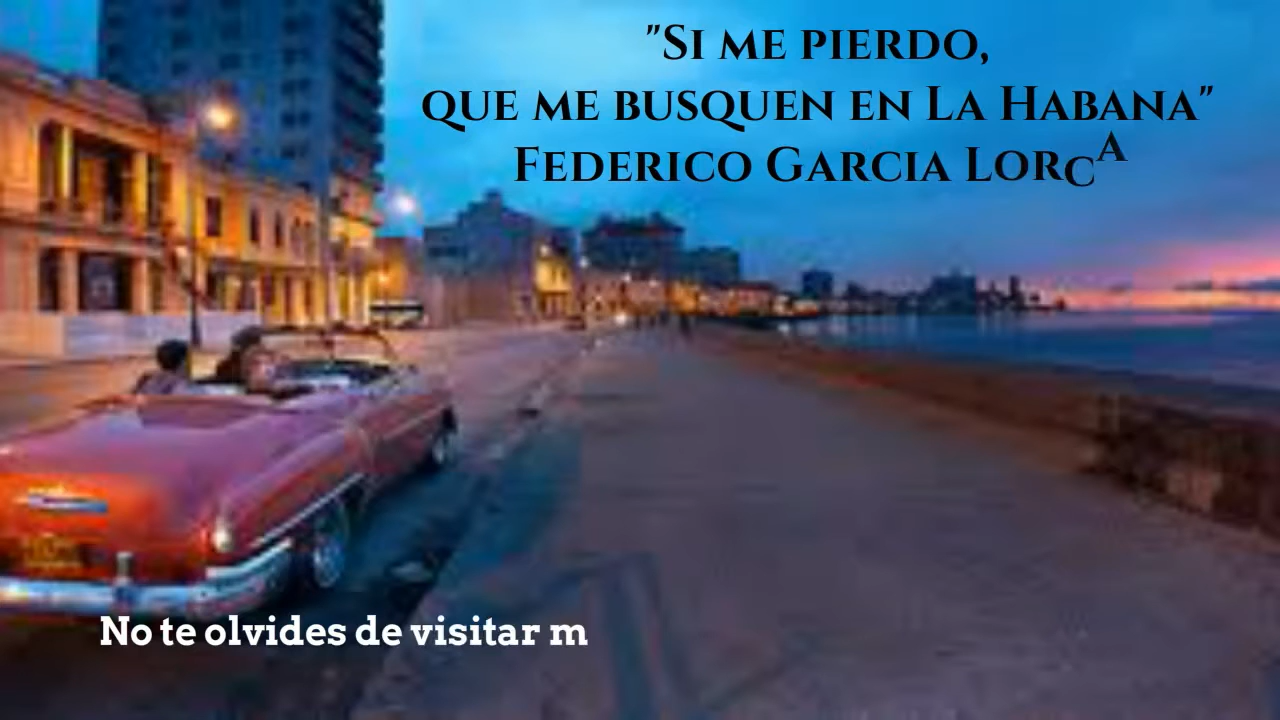 "Si me pierdo,
que me busquen en La Habana"
Federico Garcia Lorca
No te olvides de visitar m